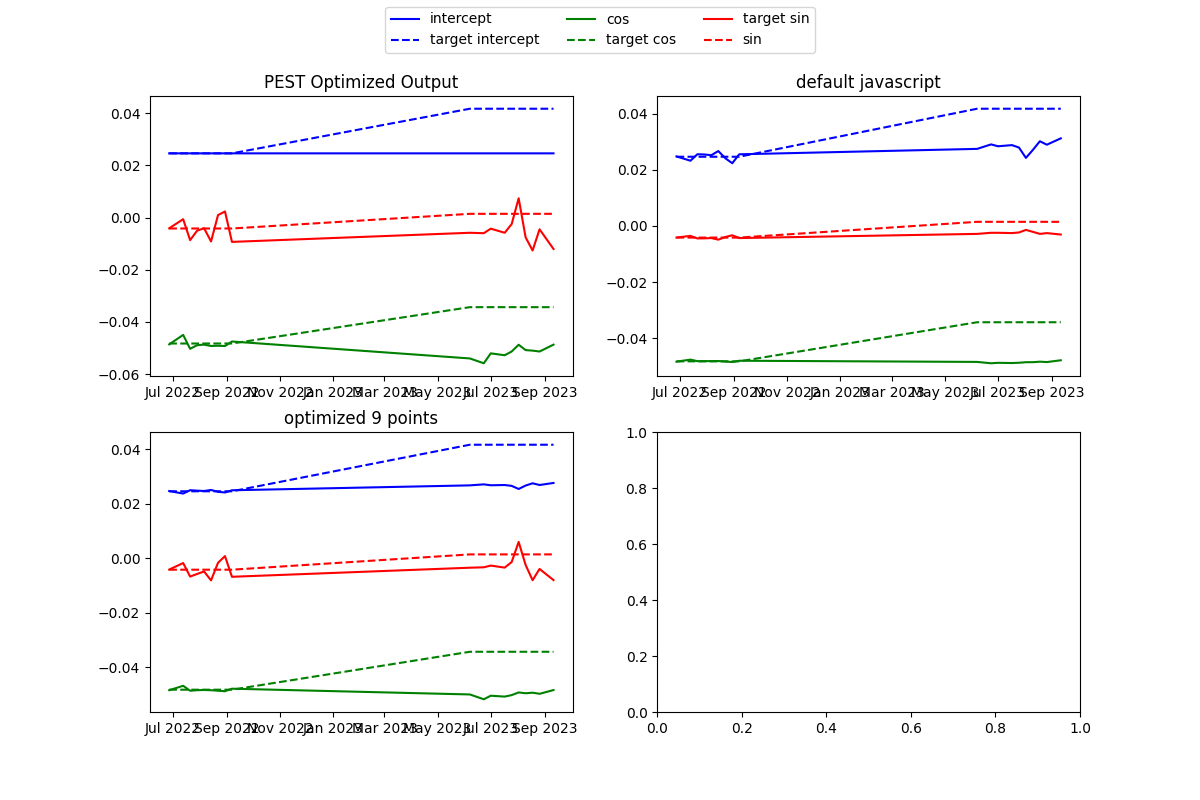 intercept cos target sin
target intercept target cos sin
PEST Optimized Output default javascript
0.04 0.04
0.02 0.02
0.00 0.00
−0.02 −0.02
−0.04 −0.04
−0.06
Jul 2022 Sep 2022 Nov 2022 Jan 2023 Mar 2023 May 2023 Jul 2023 Sep 2023 Jul 2022 Sep 2022 Nov 2022 Jan 2023 Mar 2023 May 2023 Jul 2023 Sep 2023
optimized 9 points
0.04 1.0
0.02 0.8
0.00 0.6
−0.02 0.4
−0.04 0.2
0.0
Jul 2022 Sep 2022 Nov 2022 Jan 2023 Mar 2023 May 2023 Jul 2023 Sep 2023 0.0 0.2 0.4 0.6 0.8 1.0